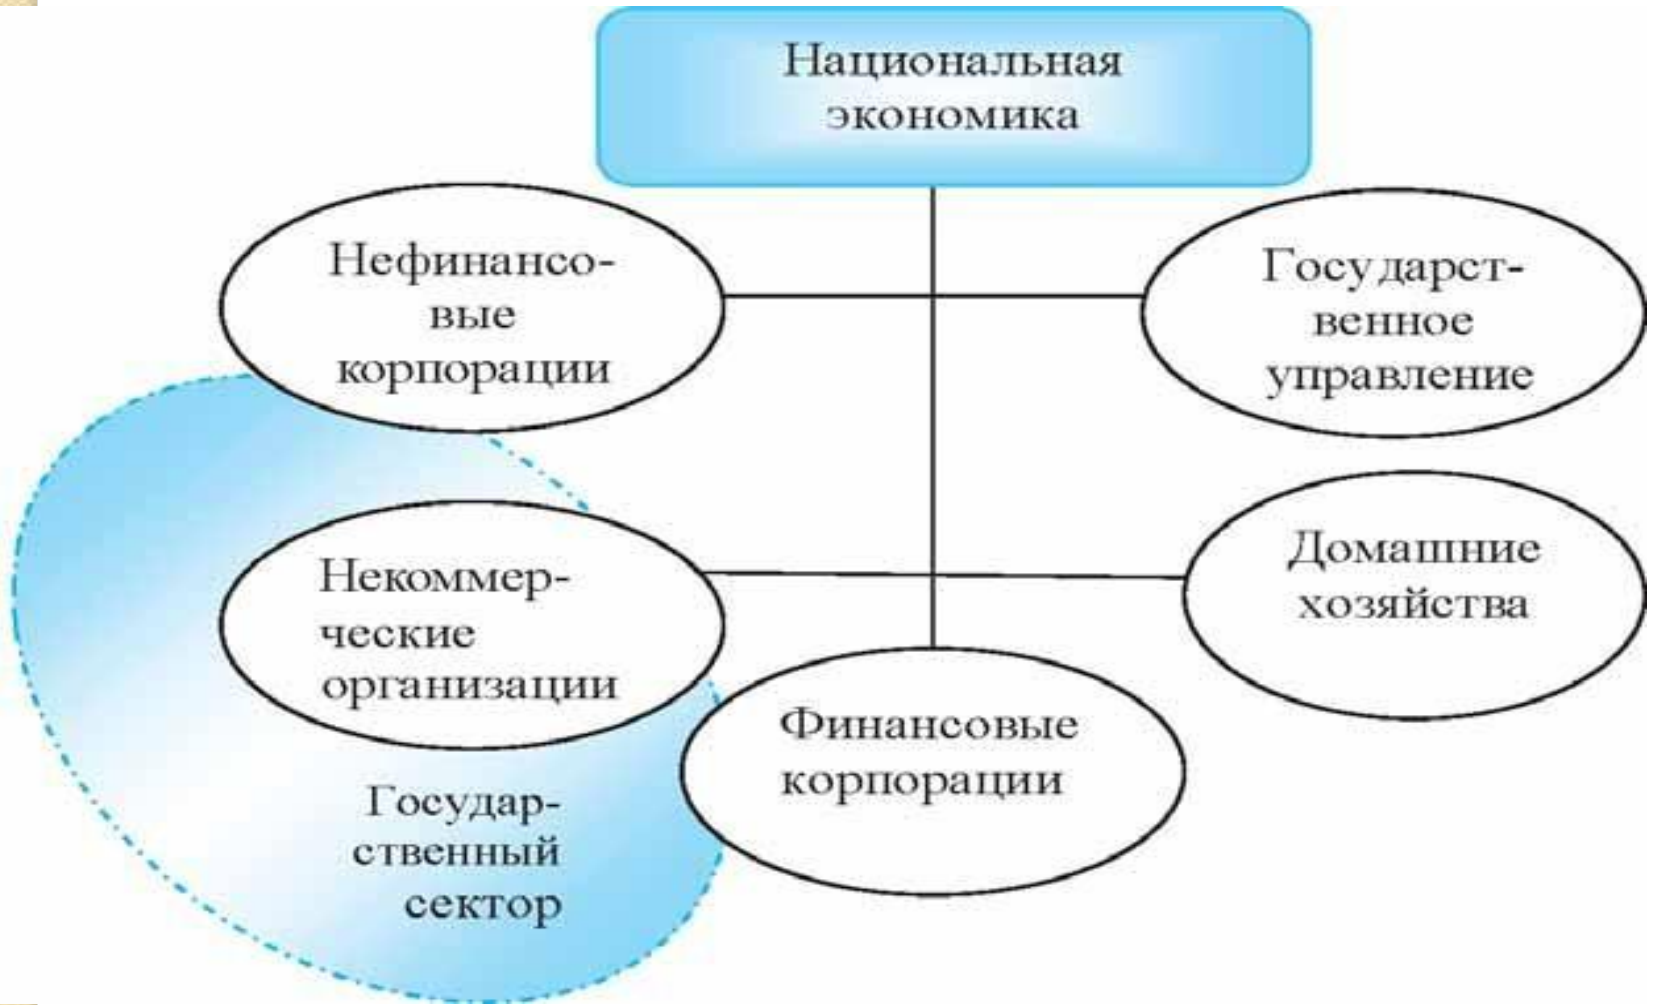 Национальная
экономика
Нефинансо-
вые
корпорации
Государст-
венное
управление
Некоммер-
ческие
организации
Домашние
хозяйства
Финансовые
корпорации
Государ-
ственный
сектор